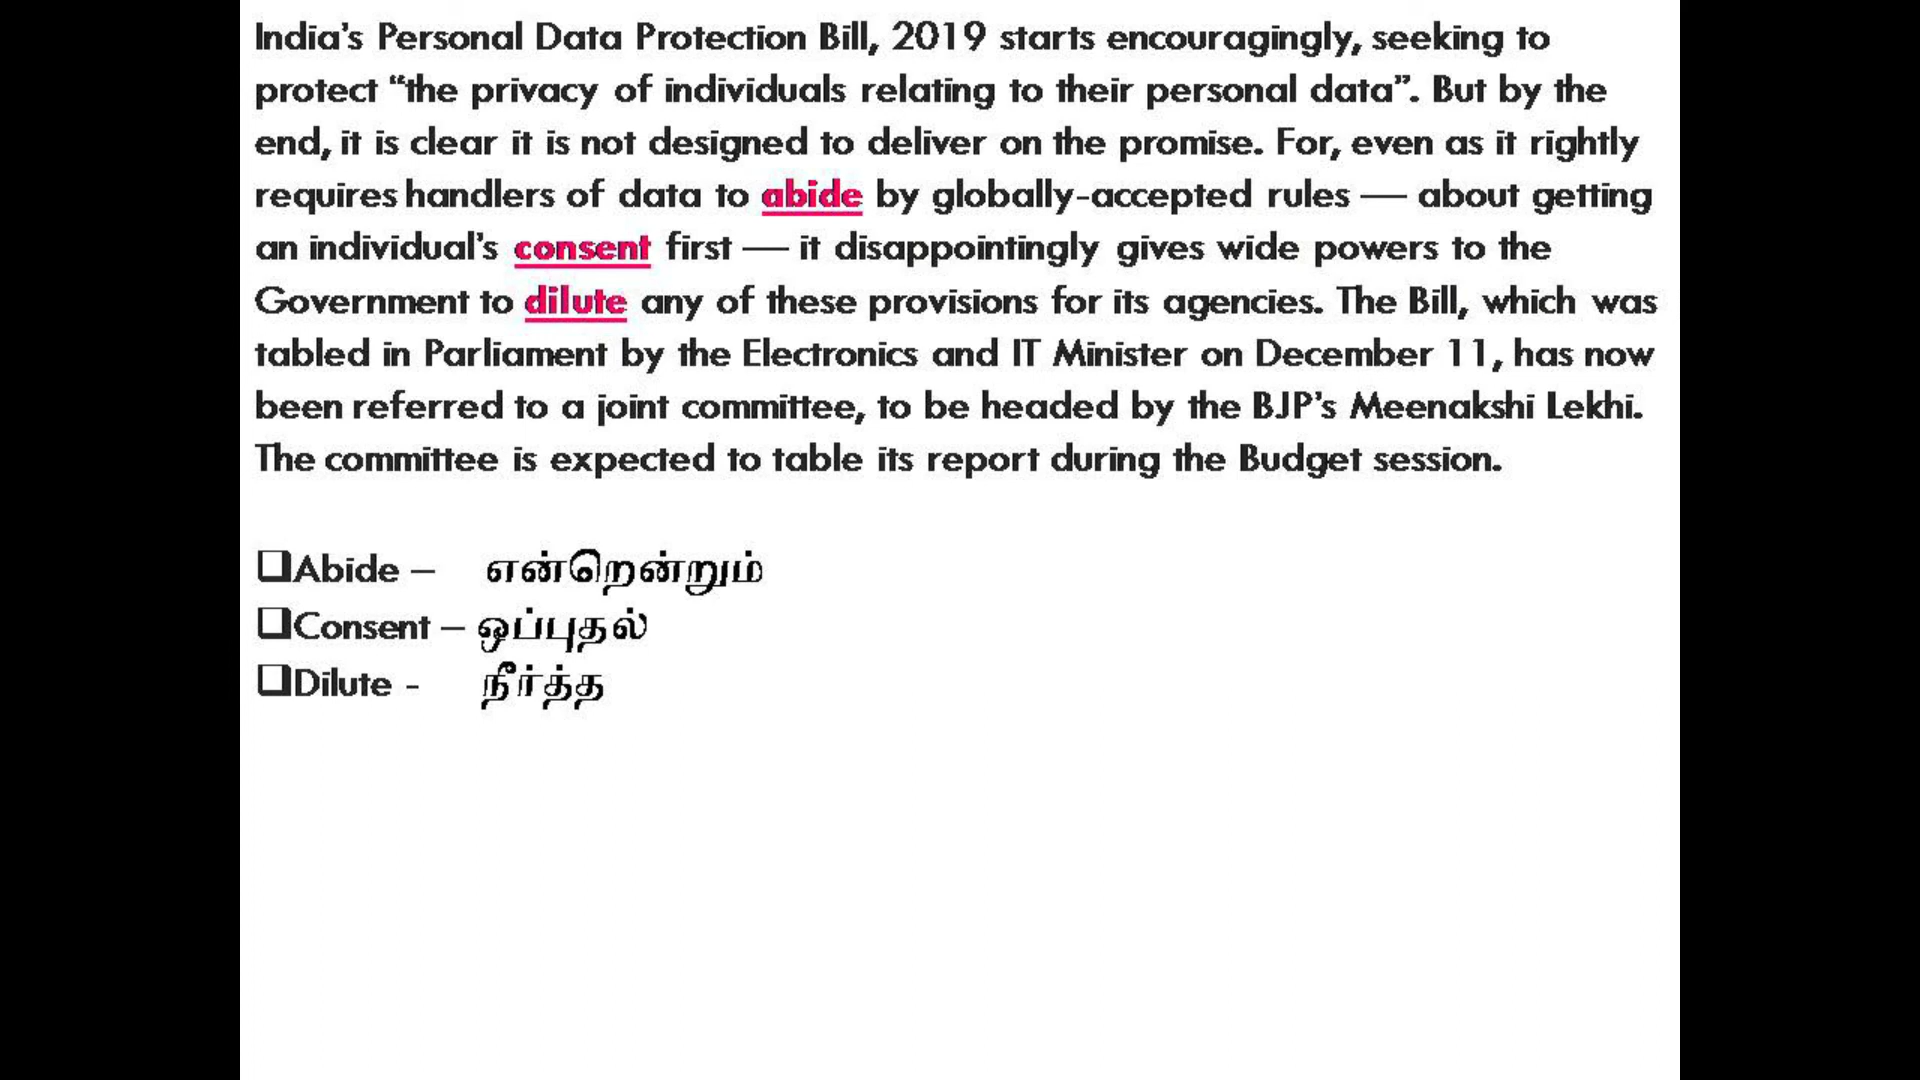 India’s Personal Data Protection Bill, 2019 starts encouragingly, seeking to
protect “the privacy of individuals relating to their personal data”. But by the
end, it is clear it is not designed to deliver on the promise. For, even as it rightly
requires handlers of data to abide by globally-accepted rules — about getting
an individual’s consent first — it disappointingly gives wide powers to the
Government to dilute any of these provisions for its agencies. The Bill, which was
tabled in Parliament by the Electronics and IT Minister on December 11, has now
been referred to a joint committee, to be headed by the BJP’s Meenakshi Lekhi.
The committee is expected to table its report during the Budget session.
❑Abide – என்றென்றும்
❑Consent – ஒப்புதல்
❑Dilute - நீர்த்த